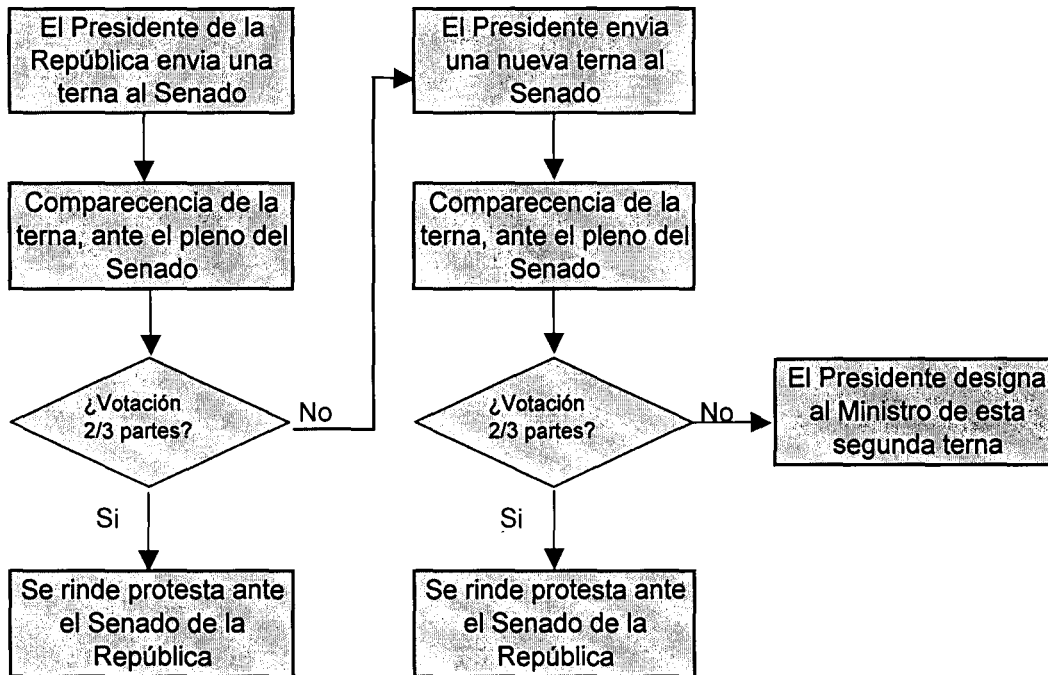 El Presidente de la
República envia una
terna al Senado
Comparecencia de la
terna, ante el pleno del
Senado
¿Votación
2/3 partes?
No
Si
Se rinde protesta ante
el Senado de la
República
El Presidente envia
una nueva terna al
Senado
Comparecencia de la
terna, ante el pleno del
Senado
¿Votación
2/3 partes?
No
Si
Se rinde protesta ante
el Senado de la
República
El Presidente designa
al Ministro de esta
segunda terna